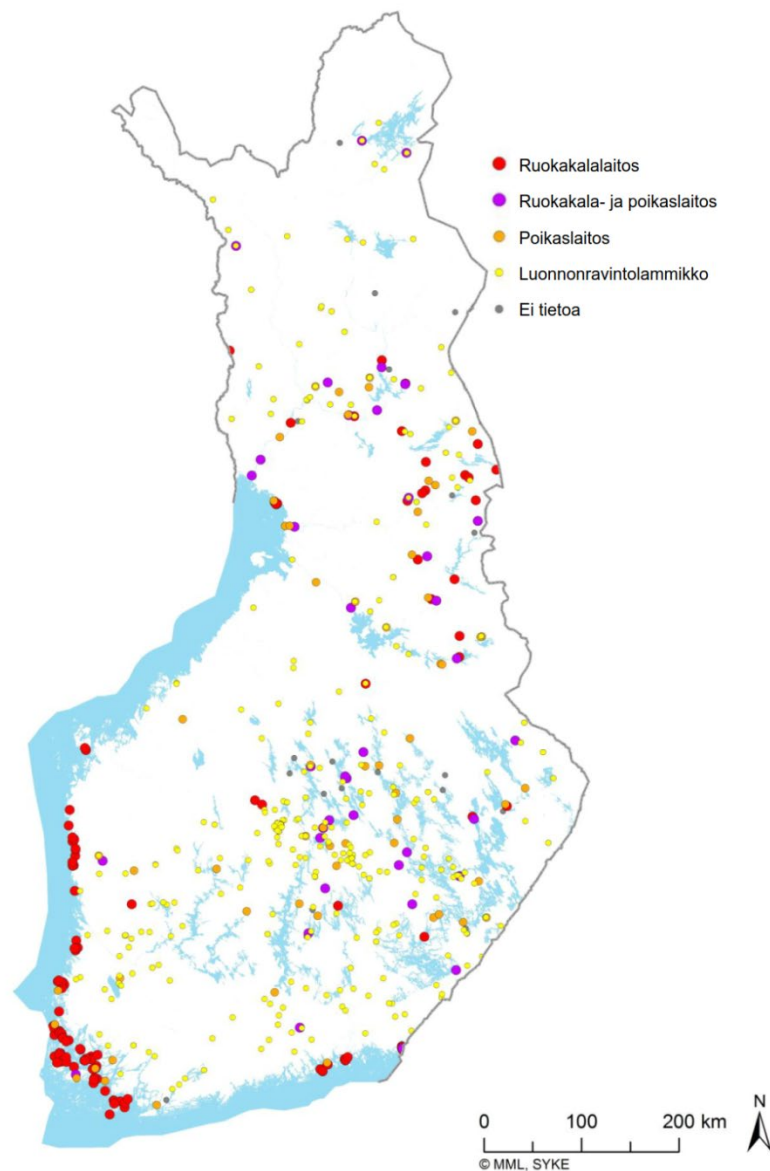 Ruokakalalaitos
Ruokakala- ja poikaslaitos
Poikaslaitos
Luonnonravintolammikko
Ei tietoa
N
0 100 200 km
© MML, SYKE